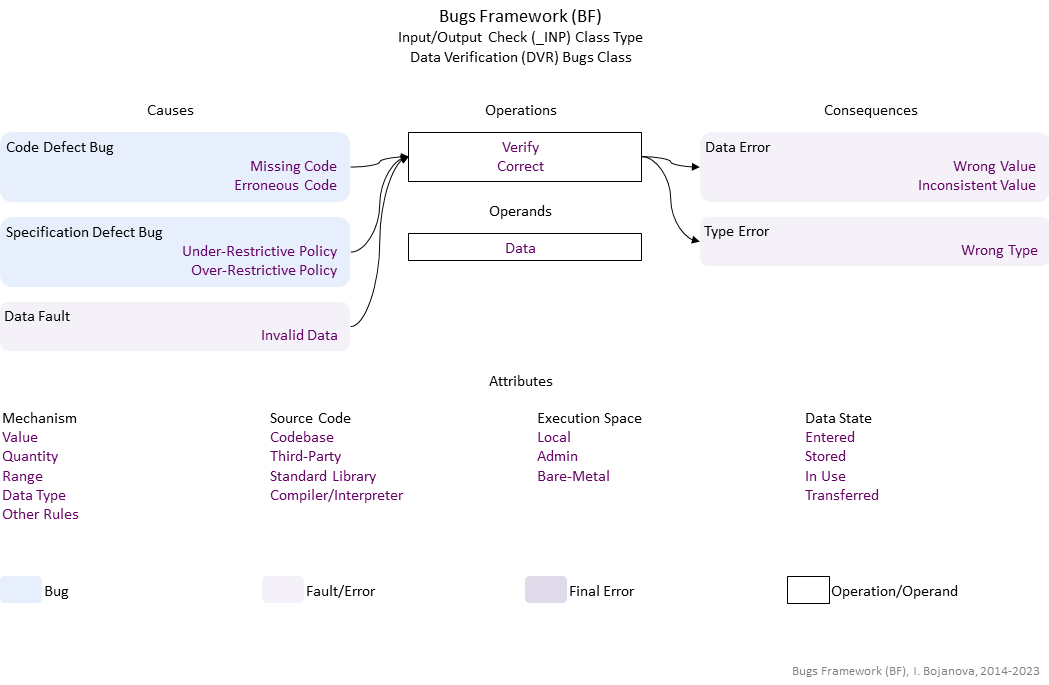 Bugs Framework (BF)
Input/Output Check (_INP) Class Type
Data Verification (DVR) Bugs Class
Causes
Operations
Consequences
Code Defect Bug
Missing Code
Erroneous Code
Specification Defect Bug
Under-Restrictive Policy
Over-Restrictive Policy
Data Fault
Invalid Data
Verify
Correct
Operands
Data
Data Error
Wrong Value
Inconsistent Value
Type Error
Wrong Type
Attributes
Mechanism
Value
Quantity
Range
Data Type
Other Rules
Source Code
Codebase
Third-Party
Standard Library
Compiler/Interpreter
Execution Space
Local
Admin
Bare-Metal
Data State
Entered
Stored
In Use
Transferred
Bug
Fault/Error
Final Error
Operation/Operand
Bugs Framework (BF), I. Bojanova, 2014-2023